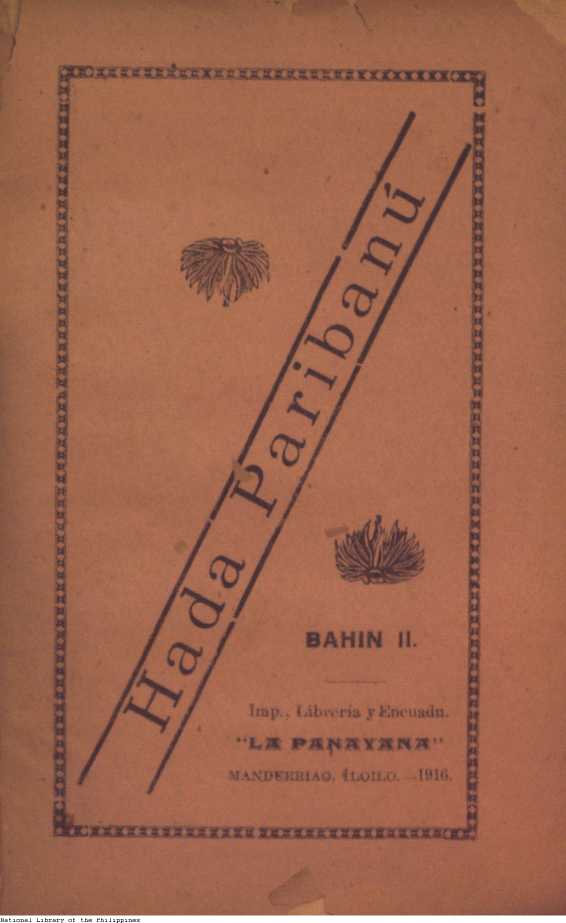 Hada Paribanú
BAHIN II.
Imp., Librería y Encuadn.
"LA PANAYANA"
MANDURRIAO, ILOILO.—1916.
National Library of the Philippines